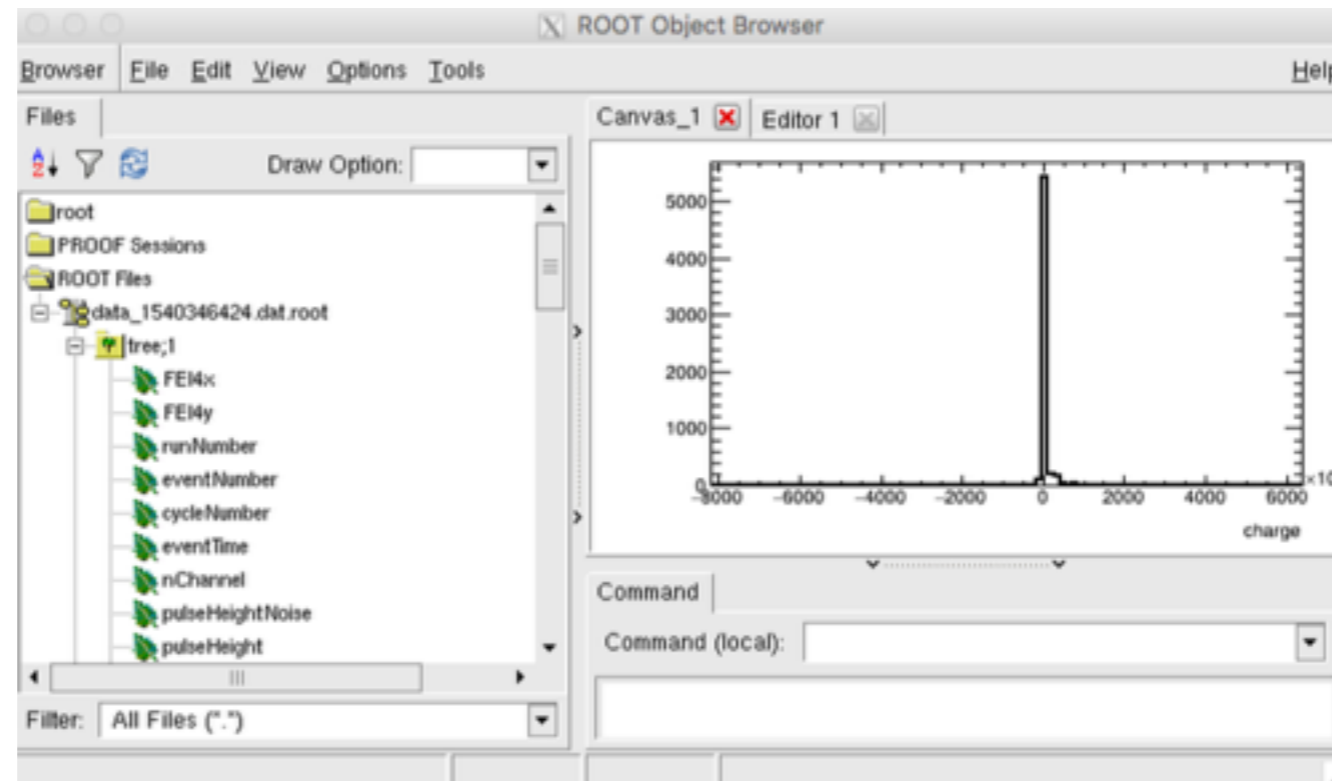 ROOT Object Browser
Browser File Edit View Options Tools Help
Files
Draw Option:
root
PROOF Sessions
ROOT Files
data_1540346424.dat.root
tree;1
FEI4x
FEI4y
runNumber
eventNumber
cycleNumber
eventTime
nChannel
pulseHeightNoise
pulseHeight
Filter: All Files (*.*)
Canvas_1 Editor 1
5000
4000
3000
2000
1000
0
-8000 -6000 -4000 -2000 0 2000 4000 6000
×10
charge
Command
Command (local):